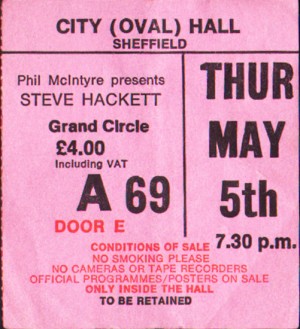 CITY (OVAL) HALL
SHEFFIELD
Phil McIntyre presents
STEVE HACKETT
Grand Circle
£4.00
Including VAT
A 69
DOOR E
THUR
MAY
5th
7.30 p.m.
CONDITIONS OF SALE
NO SMOKING PLEASE
NO CAMERAS OR TAPE RECORDERS
OFFICIAL PROGRAMMES/POSTERS ON SALE
ONLY INSIDE THE HALL
TO BE RETAINED